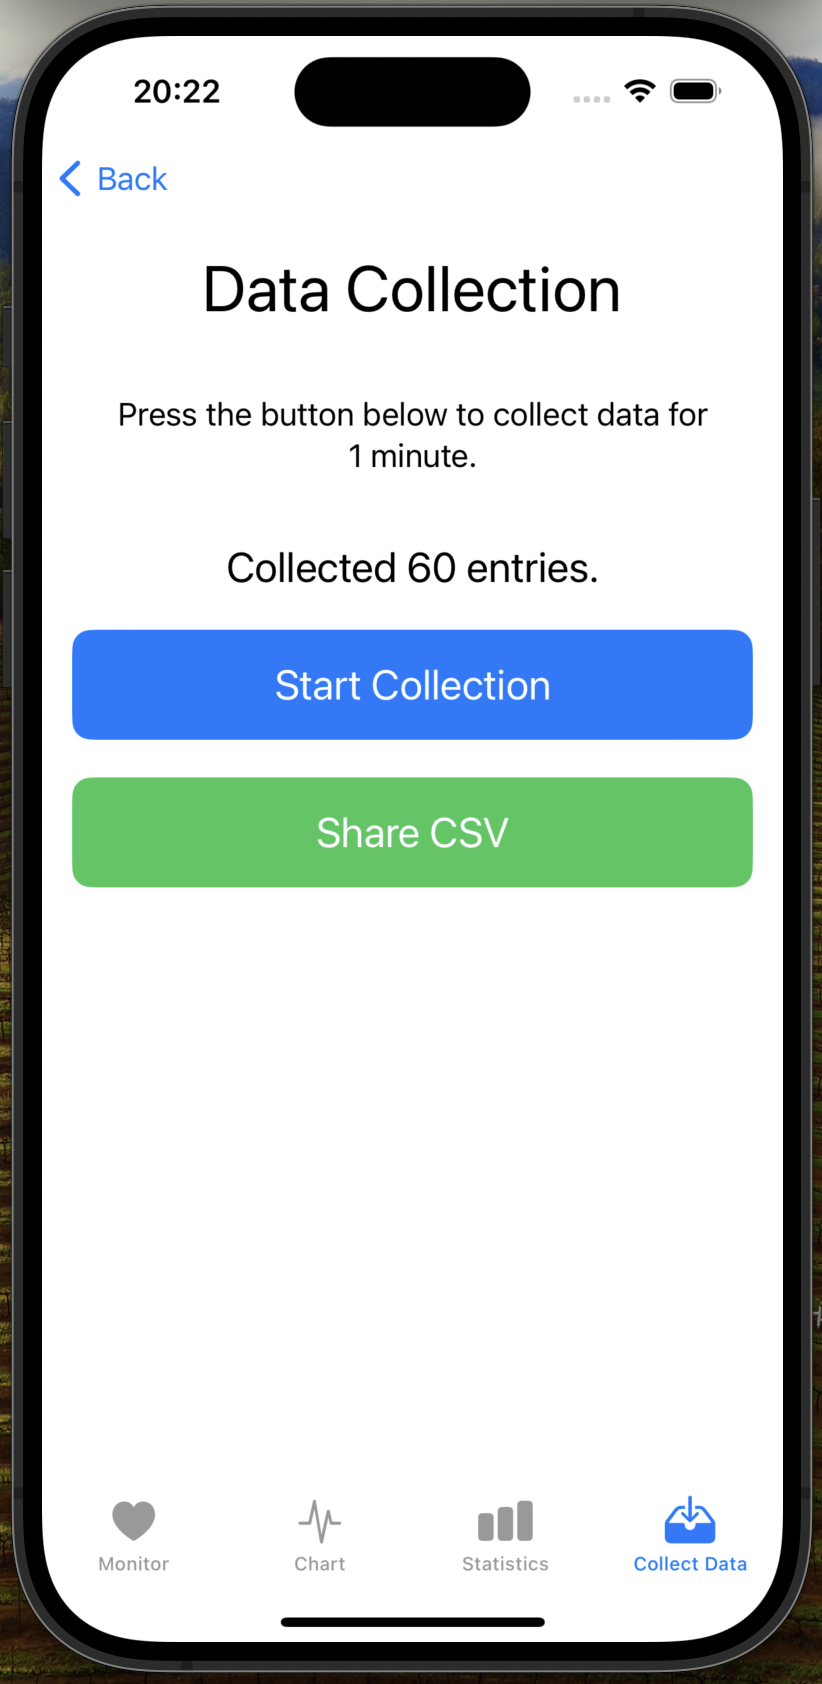 20:22
Back
Data Collection
Press the button below to collect data for
1 minute.
Collected 60 entries.
Start Collection
Share CSV
Monitor
Chart
Statistics
Collect Data